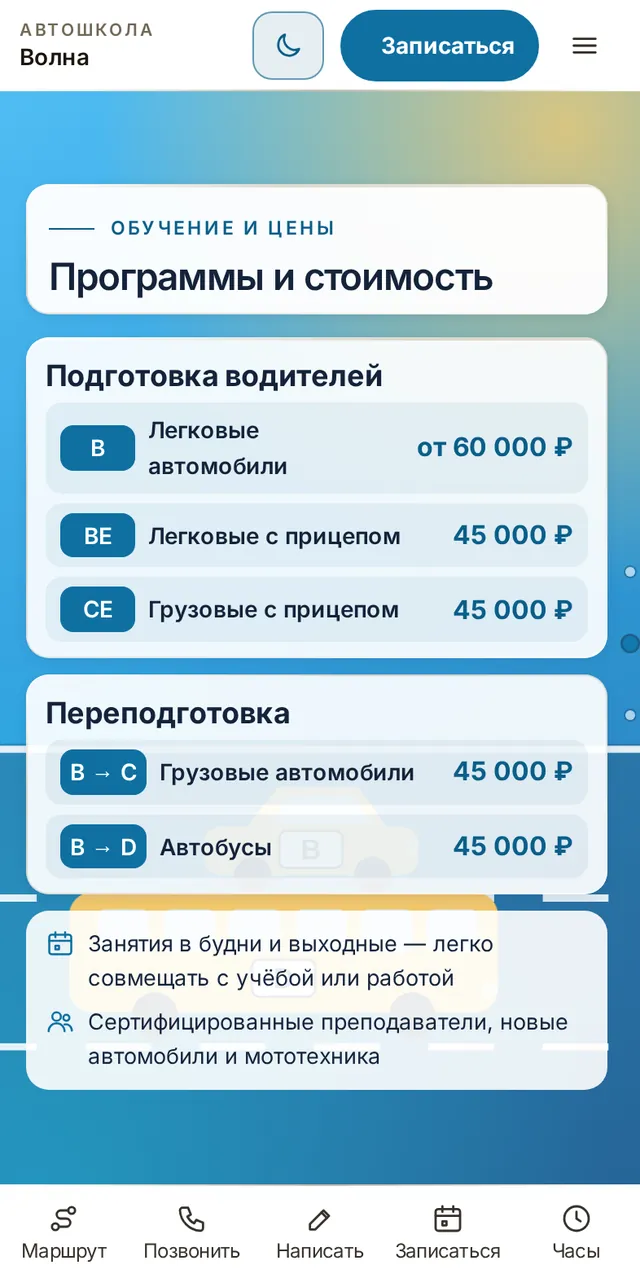 АВТОШКОЛА
Волна
Записаться
ОБУЧЕНИЕ И ЦЕНЫ
Программы и стоимость
Подготовка водителей
B
Легковые
автомобили
от 60 000 ₽
BE
Легковые с прицепом
45 000 ₽
CE
Грузовые с прицепом
45 000 ₽
Переподготовка
B → C
Грузовые автомобили
45 000 ₽
B → D
Автобусы
B
45 000 ₽
Занятия в будни и выходные — легко
совмещать с учёбой или работой
Сертифицированные преподаватели, новые
автомобили и мототехника
Маршрут
Позвонить
Написать
Записаться
Часы